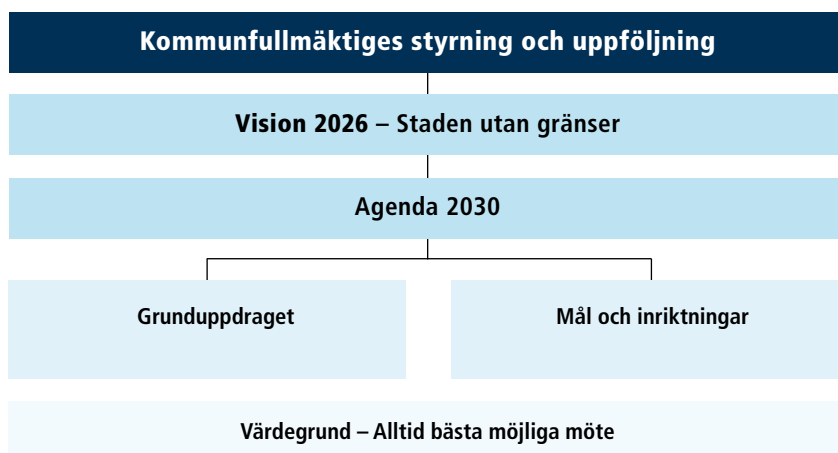 Kommunfullmäktiges styrning och uppföljning
Vision 2026 – Staden utan gränser
Agenda 2030
Grunduppdraget
Mål och inriktningar
Värdegrund – Alltid bästa möjliga möte